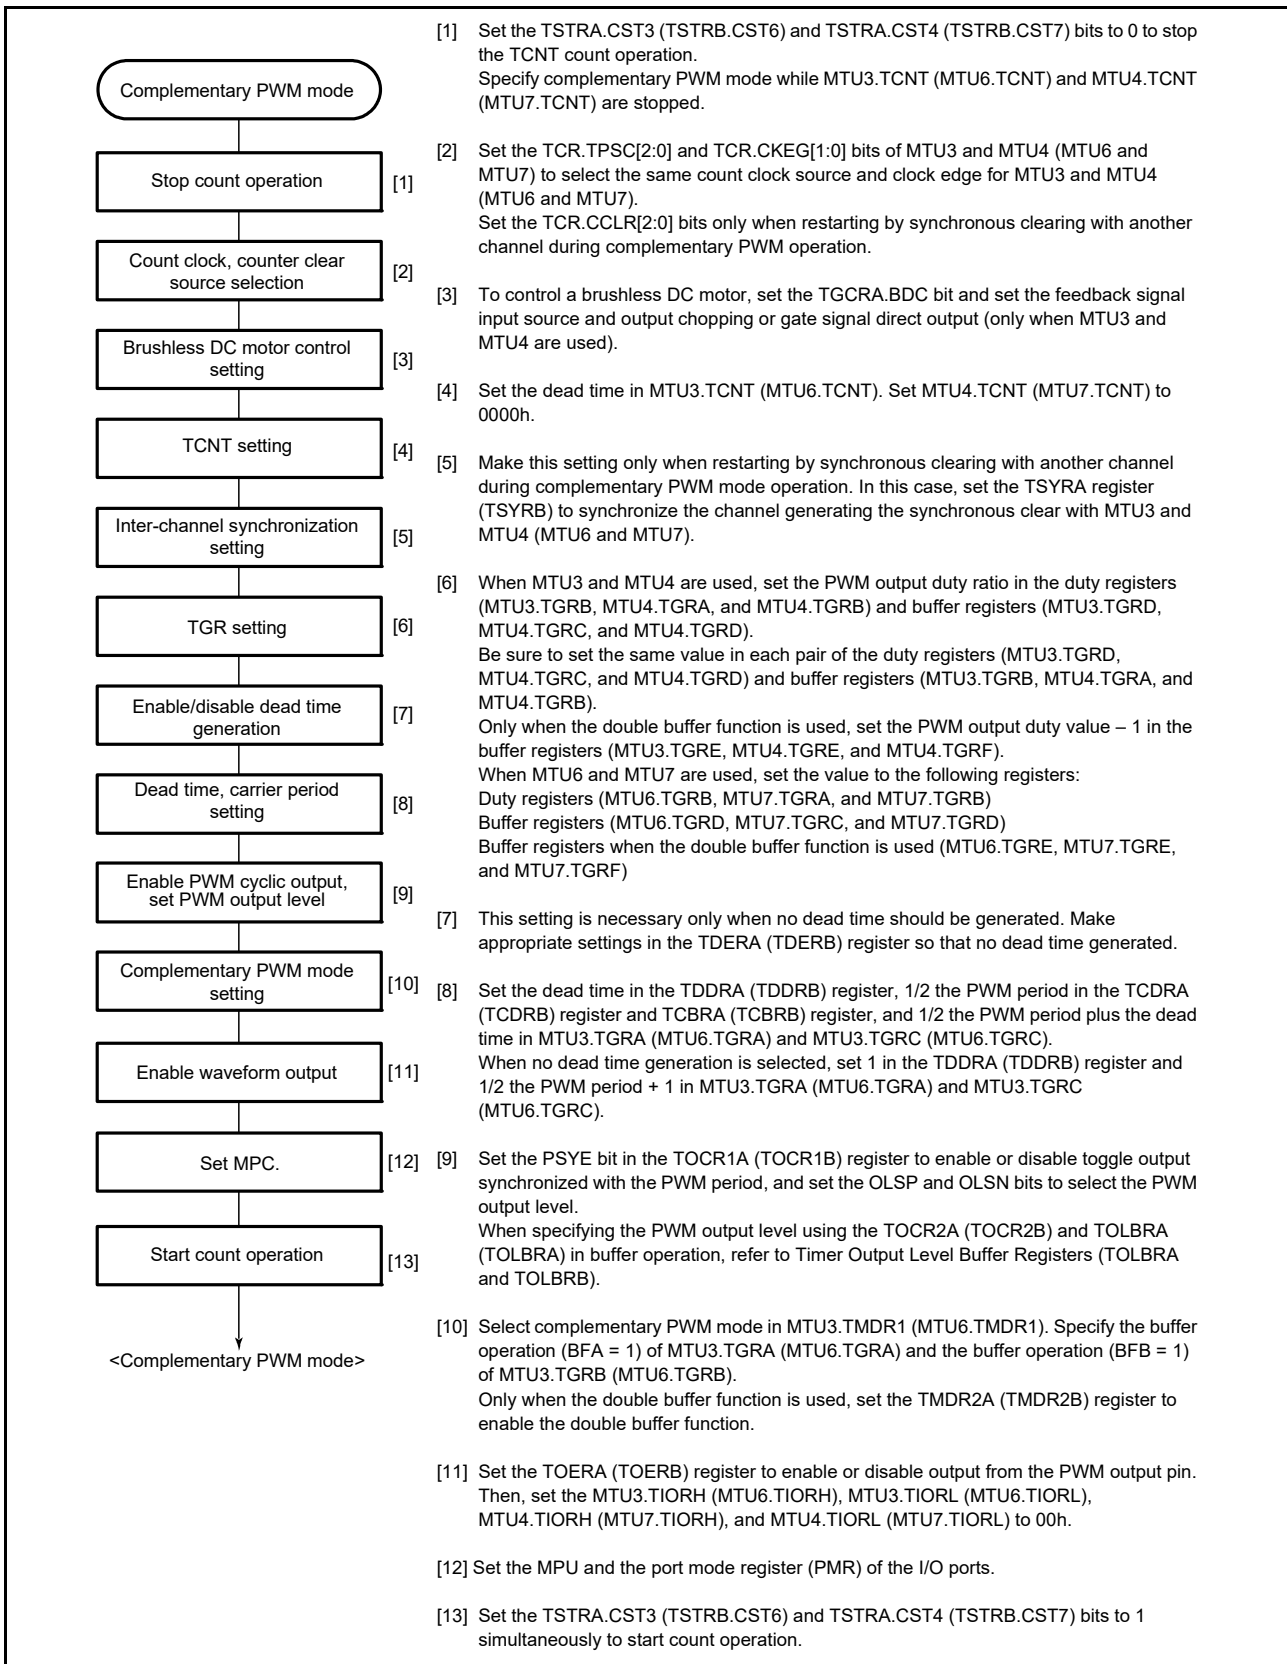 Complementary PWM mode
Stop count operation
[1]
Count clock, counter clear
source selection
[2]
Brushless DC motor control
setting
[3]
TCNT setting
[4]
Inter-channel synchronization
setting
[5]
TGR setting
[6]
Enable/disable dead time
generation
[7]
Dead time, carrier period
setting
[8]
Enable PWM cyclic output,
set PWM output level
[9]
Complementary PWM mode
setting
[10]
Enable waveform output
[11]
Set MPC.
[12]
Start count operation
[13]
<Complementary PWM mode>
[1] Set the TSTRA.CST3 (TSTRB.CST6) and TSTRA.CST4 (TSTRB.CST7) bits to 0 to stop
the TCNT count operation.
Specify complementary PWM mode while MTU3.TCNT (MTU6.TCNT) and MTU4.TCNT
(MTU7.TCNT) are stopped.
[2] Set the TCR.TPSC[2:0] and TCR.CKEG[1:0] bits of MTU3 and MTU4 (MTU6 and
MTU7) to select the same count clock source and clock edge for MTU3 and MTU4
(MTU6 and MTU7).
Set the TCR.CCLR[2:0] bits only when restarting by synchronous clearing with another
channel during complementary PWM operation.
[3] To control a brushless DC motor, set the TGCRA.BDC bit and set the feedback signal
input source and output chopping or gate signal direct output (only when MTU3 and
MTU4 are used).
[4] Set the dead time in MTU3.TCNT (MTU6.TCNT). Set MTU4.TCNT (MTU7.TCNT) to
0000h.
[5] Make this setting only when restarting by synchronous clearing with another channel
during complementary PWM mode operation. In this case, set the TSYRA register
(TSYRB) to synchronize the channel generating the synchronous clear with MTU3 and
MTU4 (MTU6 and MTU7).
[6] When MTU3 and MTU4 are used, set the PWM output duty ratio in the duty registers
(MTU3.TGRB, MTU4.TGRA, and MTU4.TGRB) and buffer registers (MTU3.TGRD,
MTU4.TGRC, and MTU4.TGRD).
Be sure to set the same value in each pair of the duty registers (MTU3.TGRD,
MTU4.TGRC, and MTU4.TGRD) and buffer registers (MTU3.TGRB, MTU4.TGRA, and
MTU4.TGRB).
Only when the double buffer function is used, set the PWM output duty value – 1 in the
buffer registers (MTU3.TGRE, MTU4.TGRE, and MTU4.TGRF).
When MTU6 and MTU7 are used, set the value to the following registers:
Duty registers (MTU6.TGRB, MTU7.TGRA, and MTU7.TGRB)
Buffer registers (MTU6.TGRD, MTU7.TGRC, and MTU7.TGRD)
Buffer registers when the double buffer function is used (MTU6.TGRE, MTU7.TGRE,
and MTU7.TGRF)
[7] This setting is necessary only when no dead time should be generated. Make
appropriate settings in the TDERA (TDERB) register so that no dead time generated.
[8] Set the dead time in the TDDRA (TDDRB) register, 1/2 the PWM period in the TCDRA
(TCDRB) register and TCBRA (TCBRB) register, and 1/2 the PWM period plus the dead
time in MTU3.TGRA (MTU6.TGRA) and MTU3.TGRC (MTU6.TGRC).
When no dead time generation is selected, set 1 in the TDDRA (TDDRB) register and
1/2 the PWM period + 1 in MTU3.TGRA (MTU6.TGRA) and MTU3.TGRC
(MTU6.TGRC).
[9] Set the PSYE bit in the TOCR1A (TOCR1B) register to enable or disable toggle output
synchronized with the PWM period, and set the OLSP and OLSN bits to select the PWM
output level.
When specifying the PWM output level using the TOCR2A (TOCR2B) and TOLBRA
(TOLBRA) in buffer operation, refer to Timer Output Level Buffer Registers (TOLBRA
and TOLBRB).
[10] Select complementary PWM mode in MTU3.TMDR1 (MTU6.TMDR1). Specify the buffer
operation (BFA = 1) of MTU3.TGRA (MTU6.TGRA) and the buffer operation (BFB = 1)
of MTU3.TGRB (MTU6.TGRB).
Only when the double buffer function is used, set the TMDR2A (TMDR2B) register to
enable the double buffer function.
[11] Set the TOERA (TOERB) register to enable or disable output from the PWM output pin.
Then, set the MTU3.TIORH (MTU6.TIORH), MTU3.TIORL (MTU6.TIORL),
MTU4.TIORH (MTU7.TIORH), and MTU4.TIORL (MTU7.TIORL) to 00h.
[12] Set the MPU and the port mode register (PMR) of the I/O ports.
[13] Set the TSTRA.CST3 (TSTRB.CST6) and TSTRA.CST4 (TSTRB.CST7) bits to 1
simultaneously to start count operation.